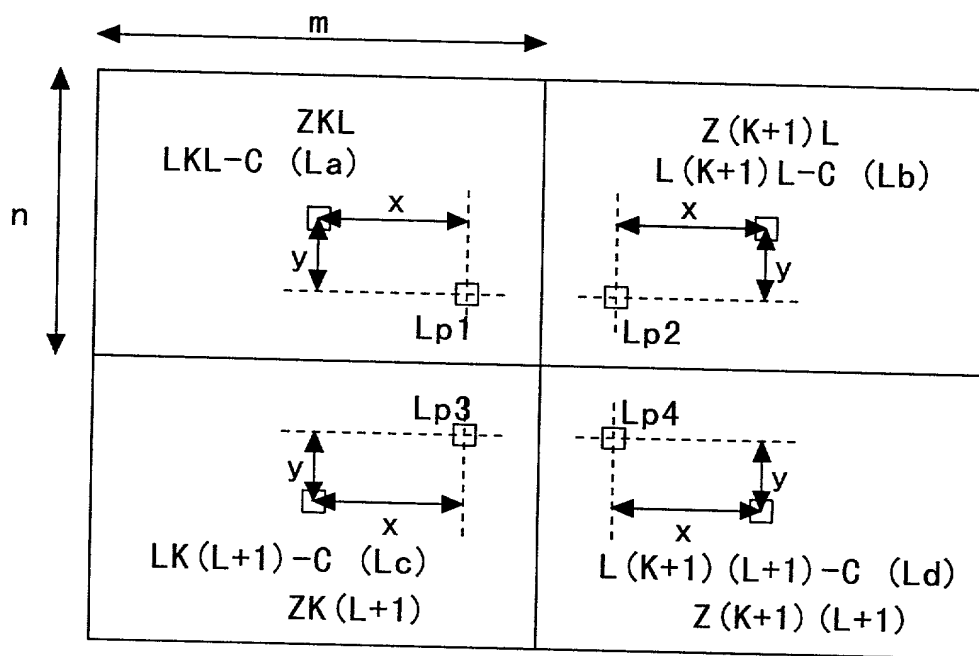 m
n
ZKL
LKL-C (La)
x
y
Lp1
Z(K+1)L
L(K+1)L-C (Lb)
x
y
Lp2
Lp3
y
x
LK(L+1)-C (Lc)
ZK(L+1)
Lp4
y
x
L(K+1)(L+1)-C (Ld)
Z(K+1)(L+1)